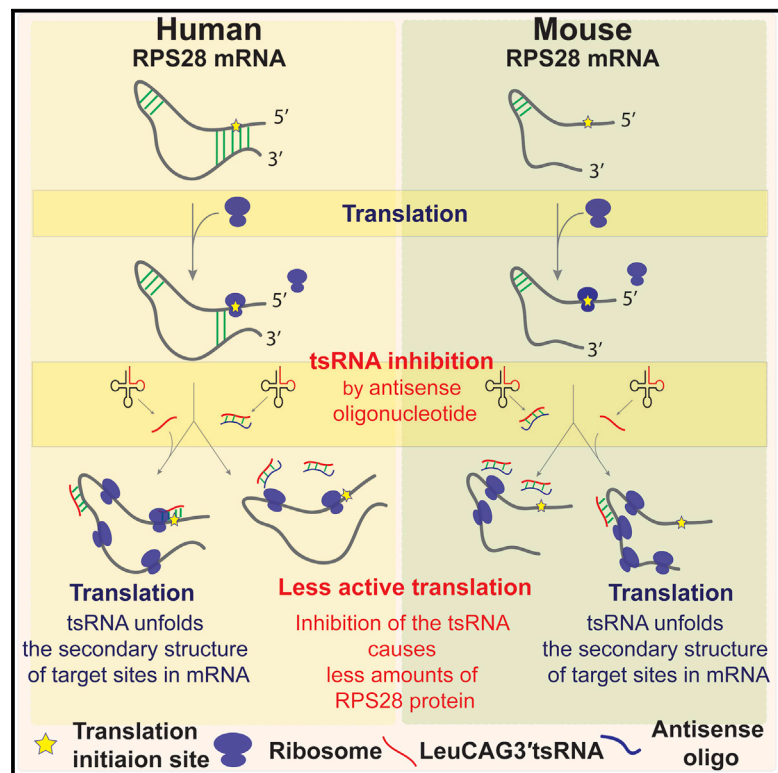 Human
RPS28 mRNA
Mouse
RPS28 mRNA
5′
3′
5′
3′
Translation
5′
3′
5′
3′
tsRNA inhibition
by antisense
oligonucleotide
Translation
tsRNA unfolds
the secondary structure
of target sites in mRNA
Less active translation
Inhibition of the tsRNA
causes
less amounts of
RPS28 protein
Translation
tsRNA unfolds
the secondary structure
of target sites in mRNA
Translation
initiaion site
Ribosome
LeuCAG3′tsRNA
Antisense
oligo